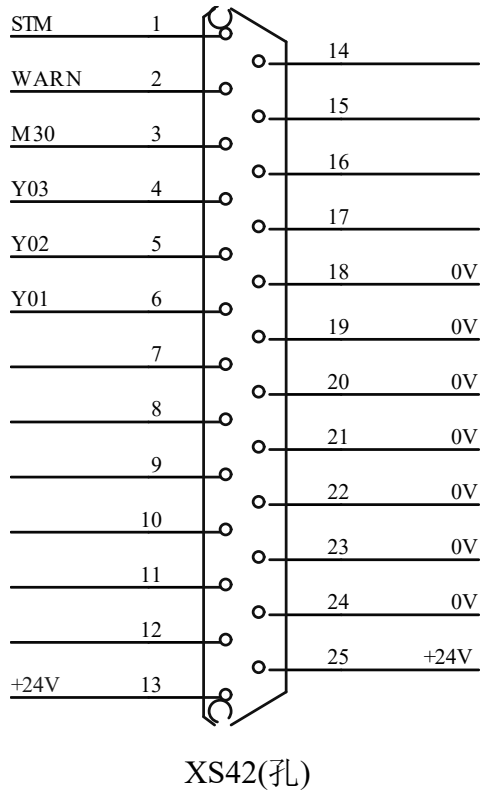 STM 1
14
WARN 2
15
M30 3
16
Y03 4
17
Y02 5
18 0V
Y01 6
19 0V
7
20 0V
8
21 0V
9
22 0V
10
23 0V
11
24 0V
12
25 +24V
+24V 13
XS42(孔)